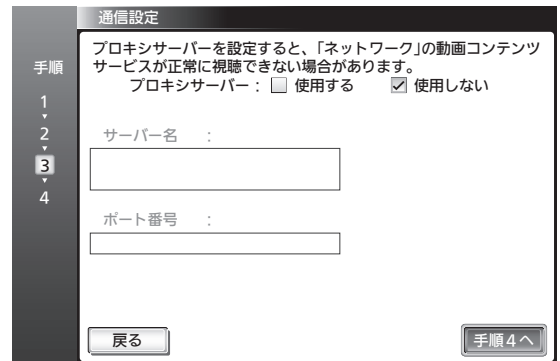 通信設定
手順
1
2
3
4
プロキシサーバーを設定すると、「ネットワーク」の動画コンテンツ
サービスが正常に視聴できない場合があります。
プロキシサーバー： 使用する 使用しない
サーバー名 ：
ポート番号 ：
戻る
手順4へ